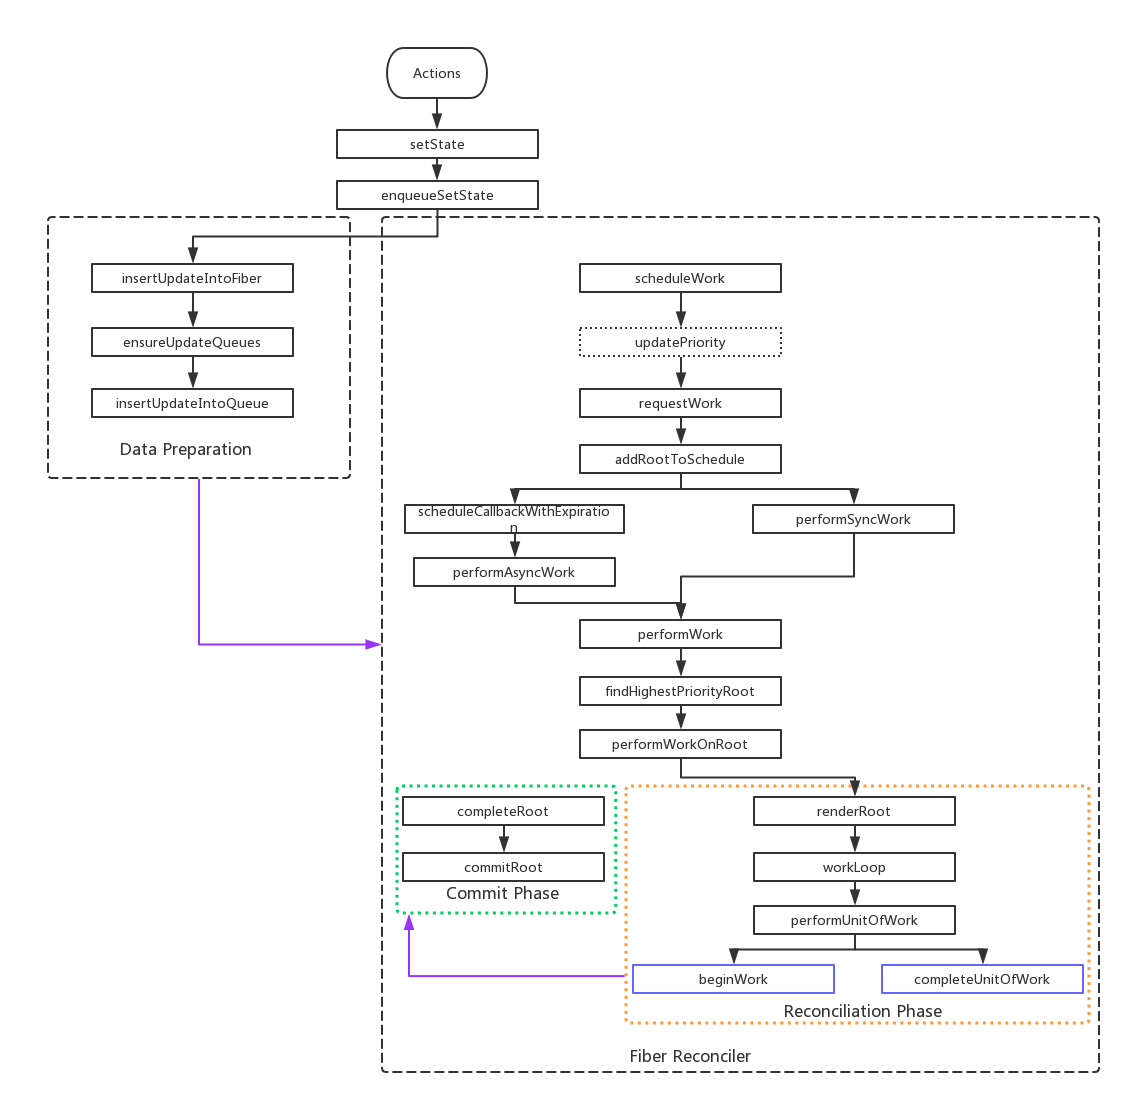 Actions
setState
enqueueSetState
insertUpdateIntoFiber
ensureUpdateQueues
insertUpdateIntoQueue
Data Preparation
scheduleWork
updatePriority
requestWork
addRootToSchedule
scheduleCallbackWithExpiratio
n
performSyncWork
performAsyncWork
performWork
findHighestPriorityRoot
performWorkOnRoot
completeRoot
commitRoot
Commit Phase
renderRoot
workLoop
performUnitOfWork
beginWork
completeUnitOfWork
Reconciliation Phase
Fiber Reconciler